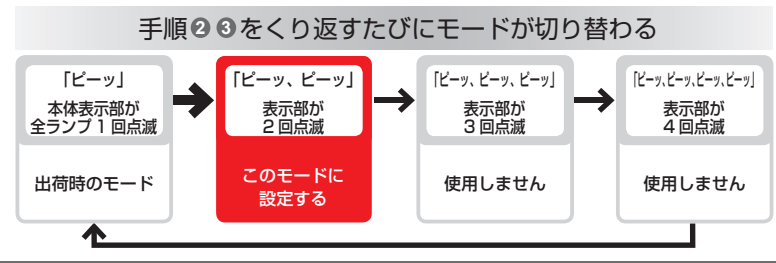 手順❷❸をくり返すたびにモードが切り替わる
「ピーッ」
本体表示部が
全ランプ1回点滅
出荷時のモード
「ピーッ、ピーッ」
表示部が
2回点滅
このモードに
設定する
「ピーッ、ピーッ、ピーッ」
表示部が
3回点滅
使用しません
「ピーッ、ピーッ、ピーッ、ピーッ」
表示部が
4回点滅
使用しません